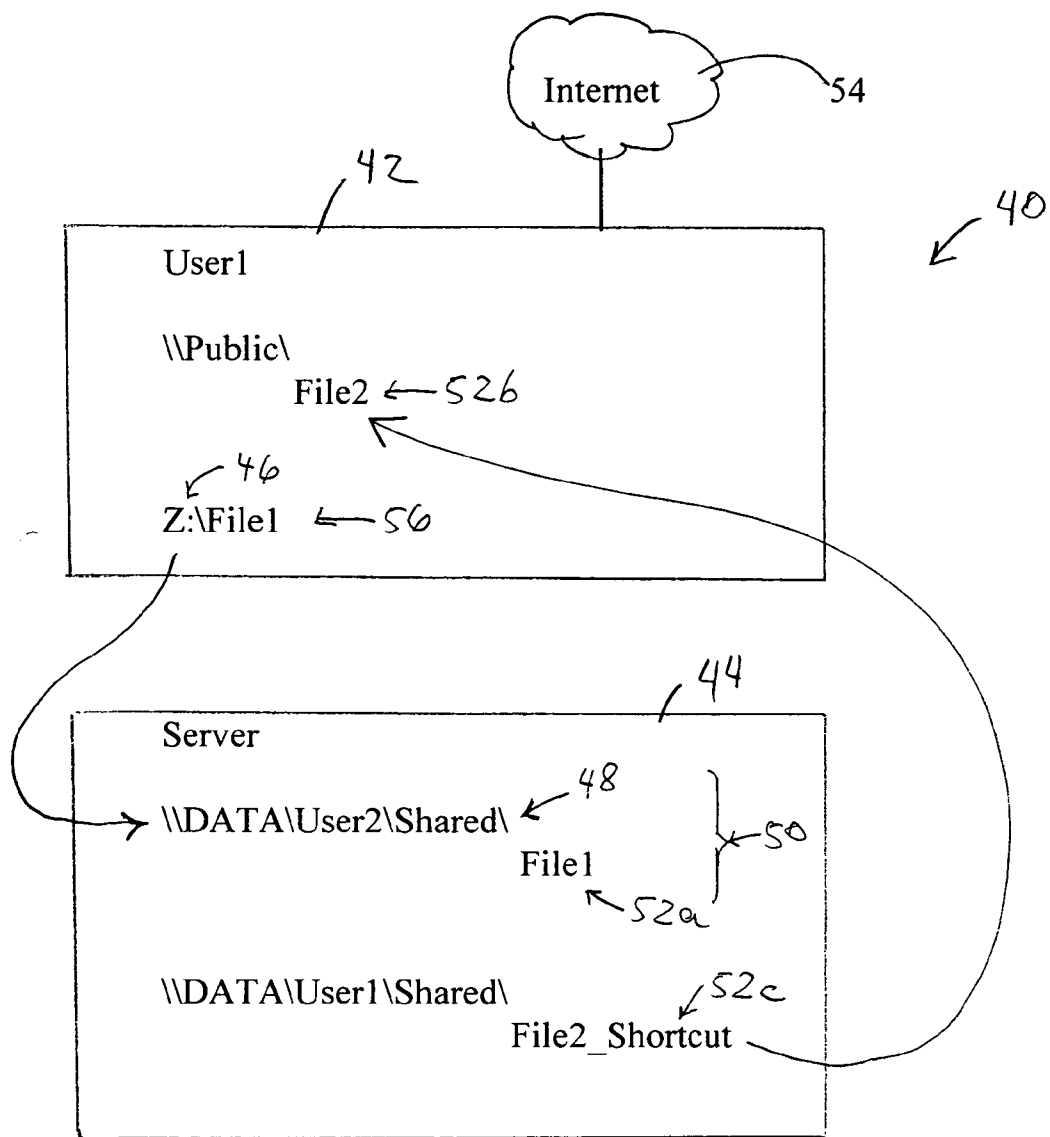 Internet
54
42
40
User1
\\Public\
File2
52b
46
Z:\File1
56
44
Server
48
\\DATA\User2\Shared\
50
File1
52a
\\DATA\User1\Shared\
52c
File2_Shortcut